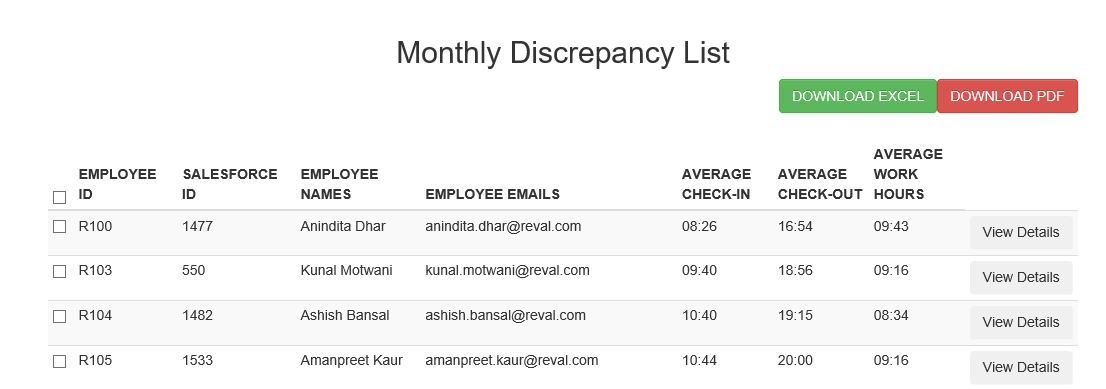 Monthly Discrepancy List
DOWNLOAD EXCEL DOWNLOAD PDF
EMPLOYEE ID SALESFORCE ID EMPLOYEE NAMES EMPLOYEE EMAILS AVERAGE CHECK-IN AVERAGE CHECK-OUT AVERAGE WORK HOURS
R100 1477 Anindita Dhar anindita.dhar@reval.com 08:26 16:54 09:43 View Details
R103 550 Kunal Motwani kunal.motwani@reval.com 09:40 18:56 09:16 View Details
R104 1482 Ashish Bansal ashish.bansal@reval.com 10:40 19:15 08:34 View Details
R105 1533 Amanpreet Kaur amanpreet.kaur@reval.com 10:44 20:00 09:16 View Details